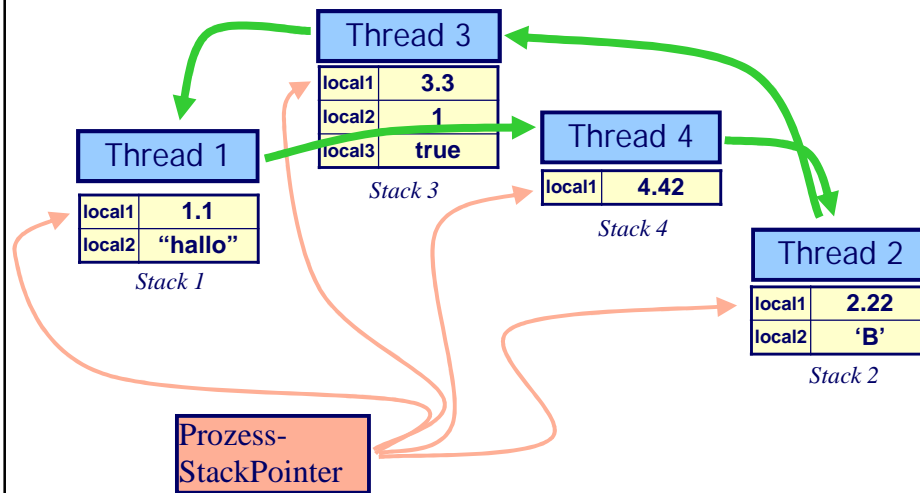 Thread 3
local1 3.3
local2 1
local3 true
Stack 3
Thread 1
local1 1.1
local2 “hallo”
Stack 1
Thread 4
local1 4.42
Stack 4
Thread 2
local1 2.22
local2 ‘B’
Stack 2
Prozess-
StackPointer